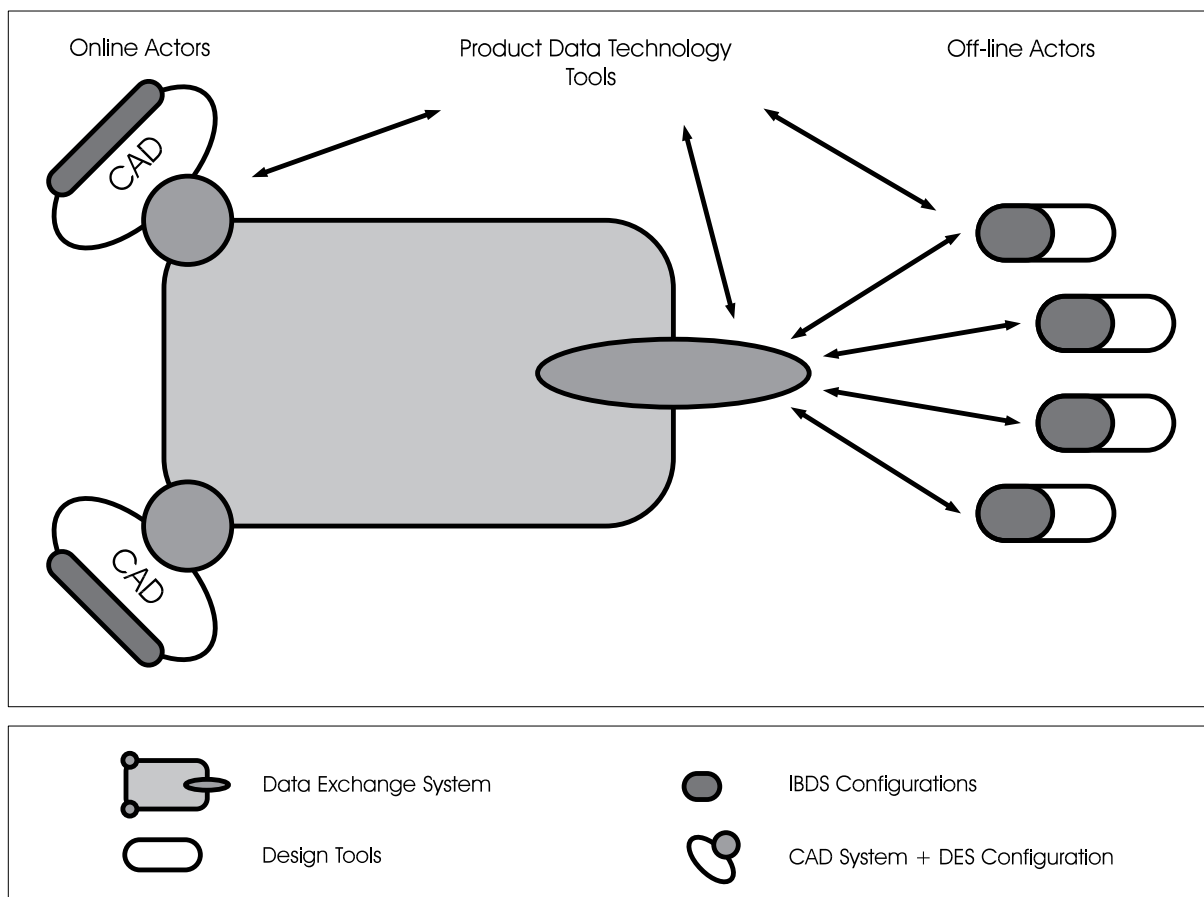 Online Actors
Product Data Technology
Tools
Off-line Actors
CAD
CAD
Data Exchange System
IBDS Configurations
Design Tools
CAD System + DES Configuration